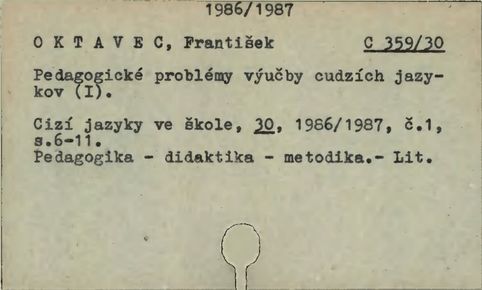 1986/1987
O K T A V E C, František C 359/30
Pedagogické problémy výučby cudzích jazy-
kov (I).
Cizí jazyky ve škole, 30, 1986/1987, č.1,
s.6-11.
Pedagogika - didaktika - metodika.- Lit.